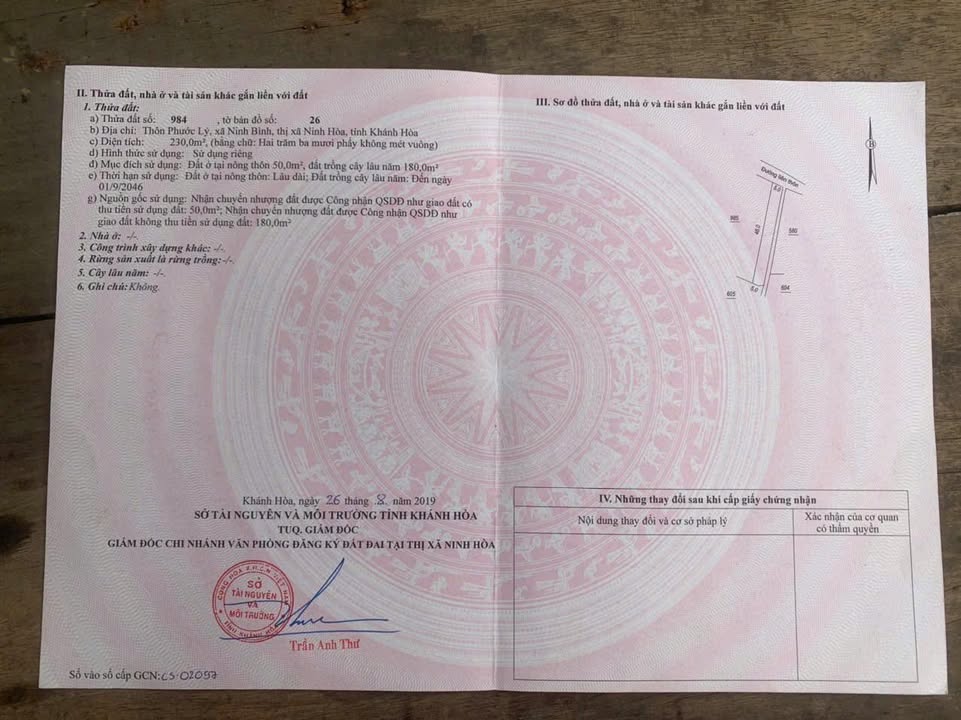 II. Thửa đất, nhà ở và tài sản khác gắn liền với đất
1. Thửa đất:
a) Thửa đất số: 984 , tờ bản đồ số: 26
b) Địa chỉ: Thôn Phước Lý, xã Ninh Bình, thị xã Ninh Hòa, tỉnh Khánh Hòa
c) Diện tích: 230,0m², (bằng chữ: Hai trăm ba mươi phẩy không mét vuông)
d) Hình thức sử dụng: Sử dụng riêng
đ) Mục đích sử dụng: Đất ở tại nông thôn 50,0m², đất trồng cây lâu năm 180,0m²
e) Thời hạn sử dụng: Đất ở tại nông thôn: Lâu dài; Đất trồng cây lâu năm: Đến ngày
01/9/2046
g) Nguồn gốc sử dụng: Nhận chuyển nhượng đất được Công nhận QSDĐ như giao đất có
thu tiền sử dụng đất: 50,0m²; Nhận chuyển nhượng đất được Công nhận QSDĐ như
giao đất không thu tiền sử dụng đất: 180,0m²
2. Nhà ở: -/-.
3. Công trình xây dựng khác: -/-.
4. Rừng sản xuất là rừng trồng:-/-.
5. Cây lâu năm: -/-.
6. Ghi chú: Không.
Khánh Hòa, ngày 26 tháng 8 năm 2019
SỞ TÀI NGUYÊN VÀ MÔI TRƯỜNG TỈNH KHÁNH HÒA
TUQ. GIÁM ĐỐC
GIÁM ĐỐC CHI NHÁNH VĂN PHÒNG ĐĂNG KÝ ĐẤT ĐAI TẠI THỊ XÃ NINH HÒA
SỞ
TÀI NGUYÊN
VÀ
MÔI TRƯỜNG
Trần Anh Thư
Số vào sổ cấp GCN: CS-02097
III. Sơ đồ thửa đất, nhà ở và tài sản khác gắn liền với đất
B
Đường liên thôn
5,0
985
580
5,0
605
604
IV. Những thay đổi sau khi cấp giấy chứng nhận
Nội dung thay đổi và cơ sở pháp lý
Xác nhận của cơ quan
có thẩm quyền